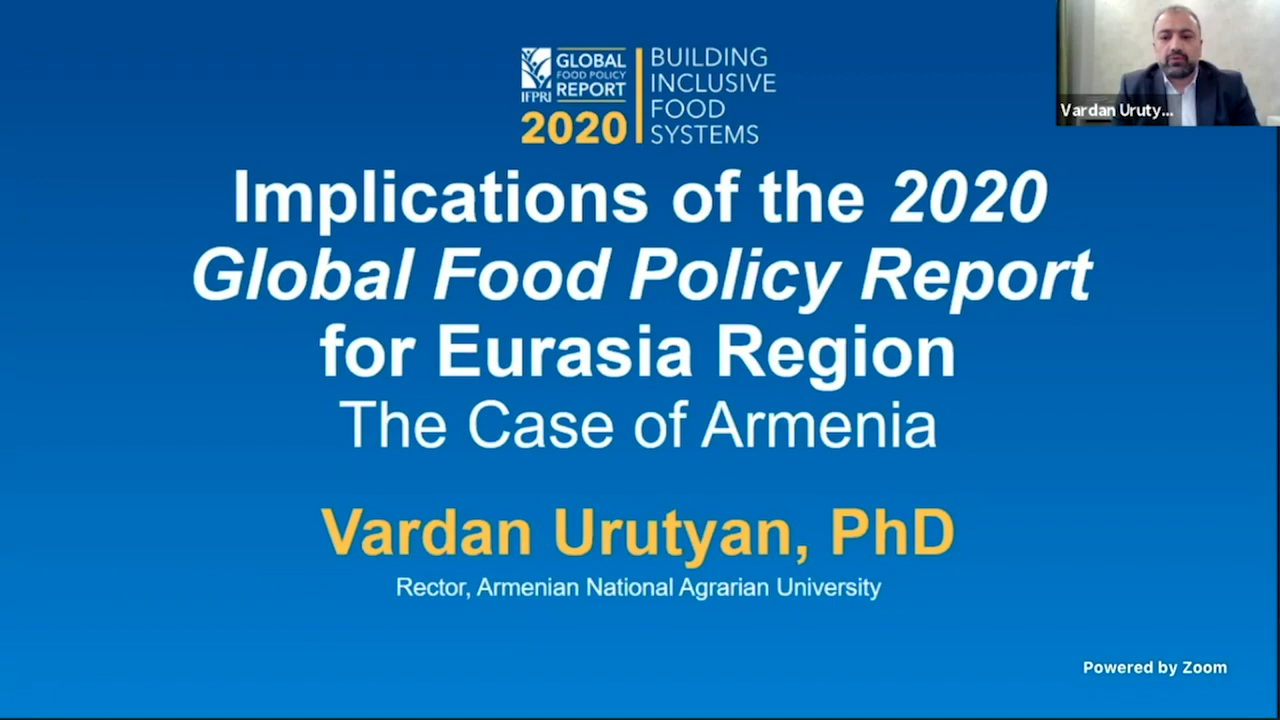 GLOBAL
FOOD POLICY
REPORT
IFPRI
2020
BUILDING
INCLUSIVE
FOOD
SYSTEMS
Vardan Uruty...
Implications of the 2020
Global Food Policy Report
for Eurasia Region
The Case of Armenia
Vardan Urutyan, PhD
Rector, Armenian National Agrarian University
Powered by Zoom